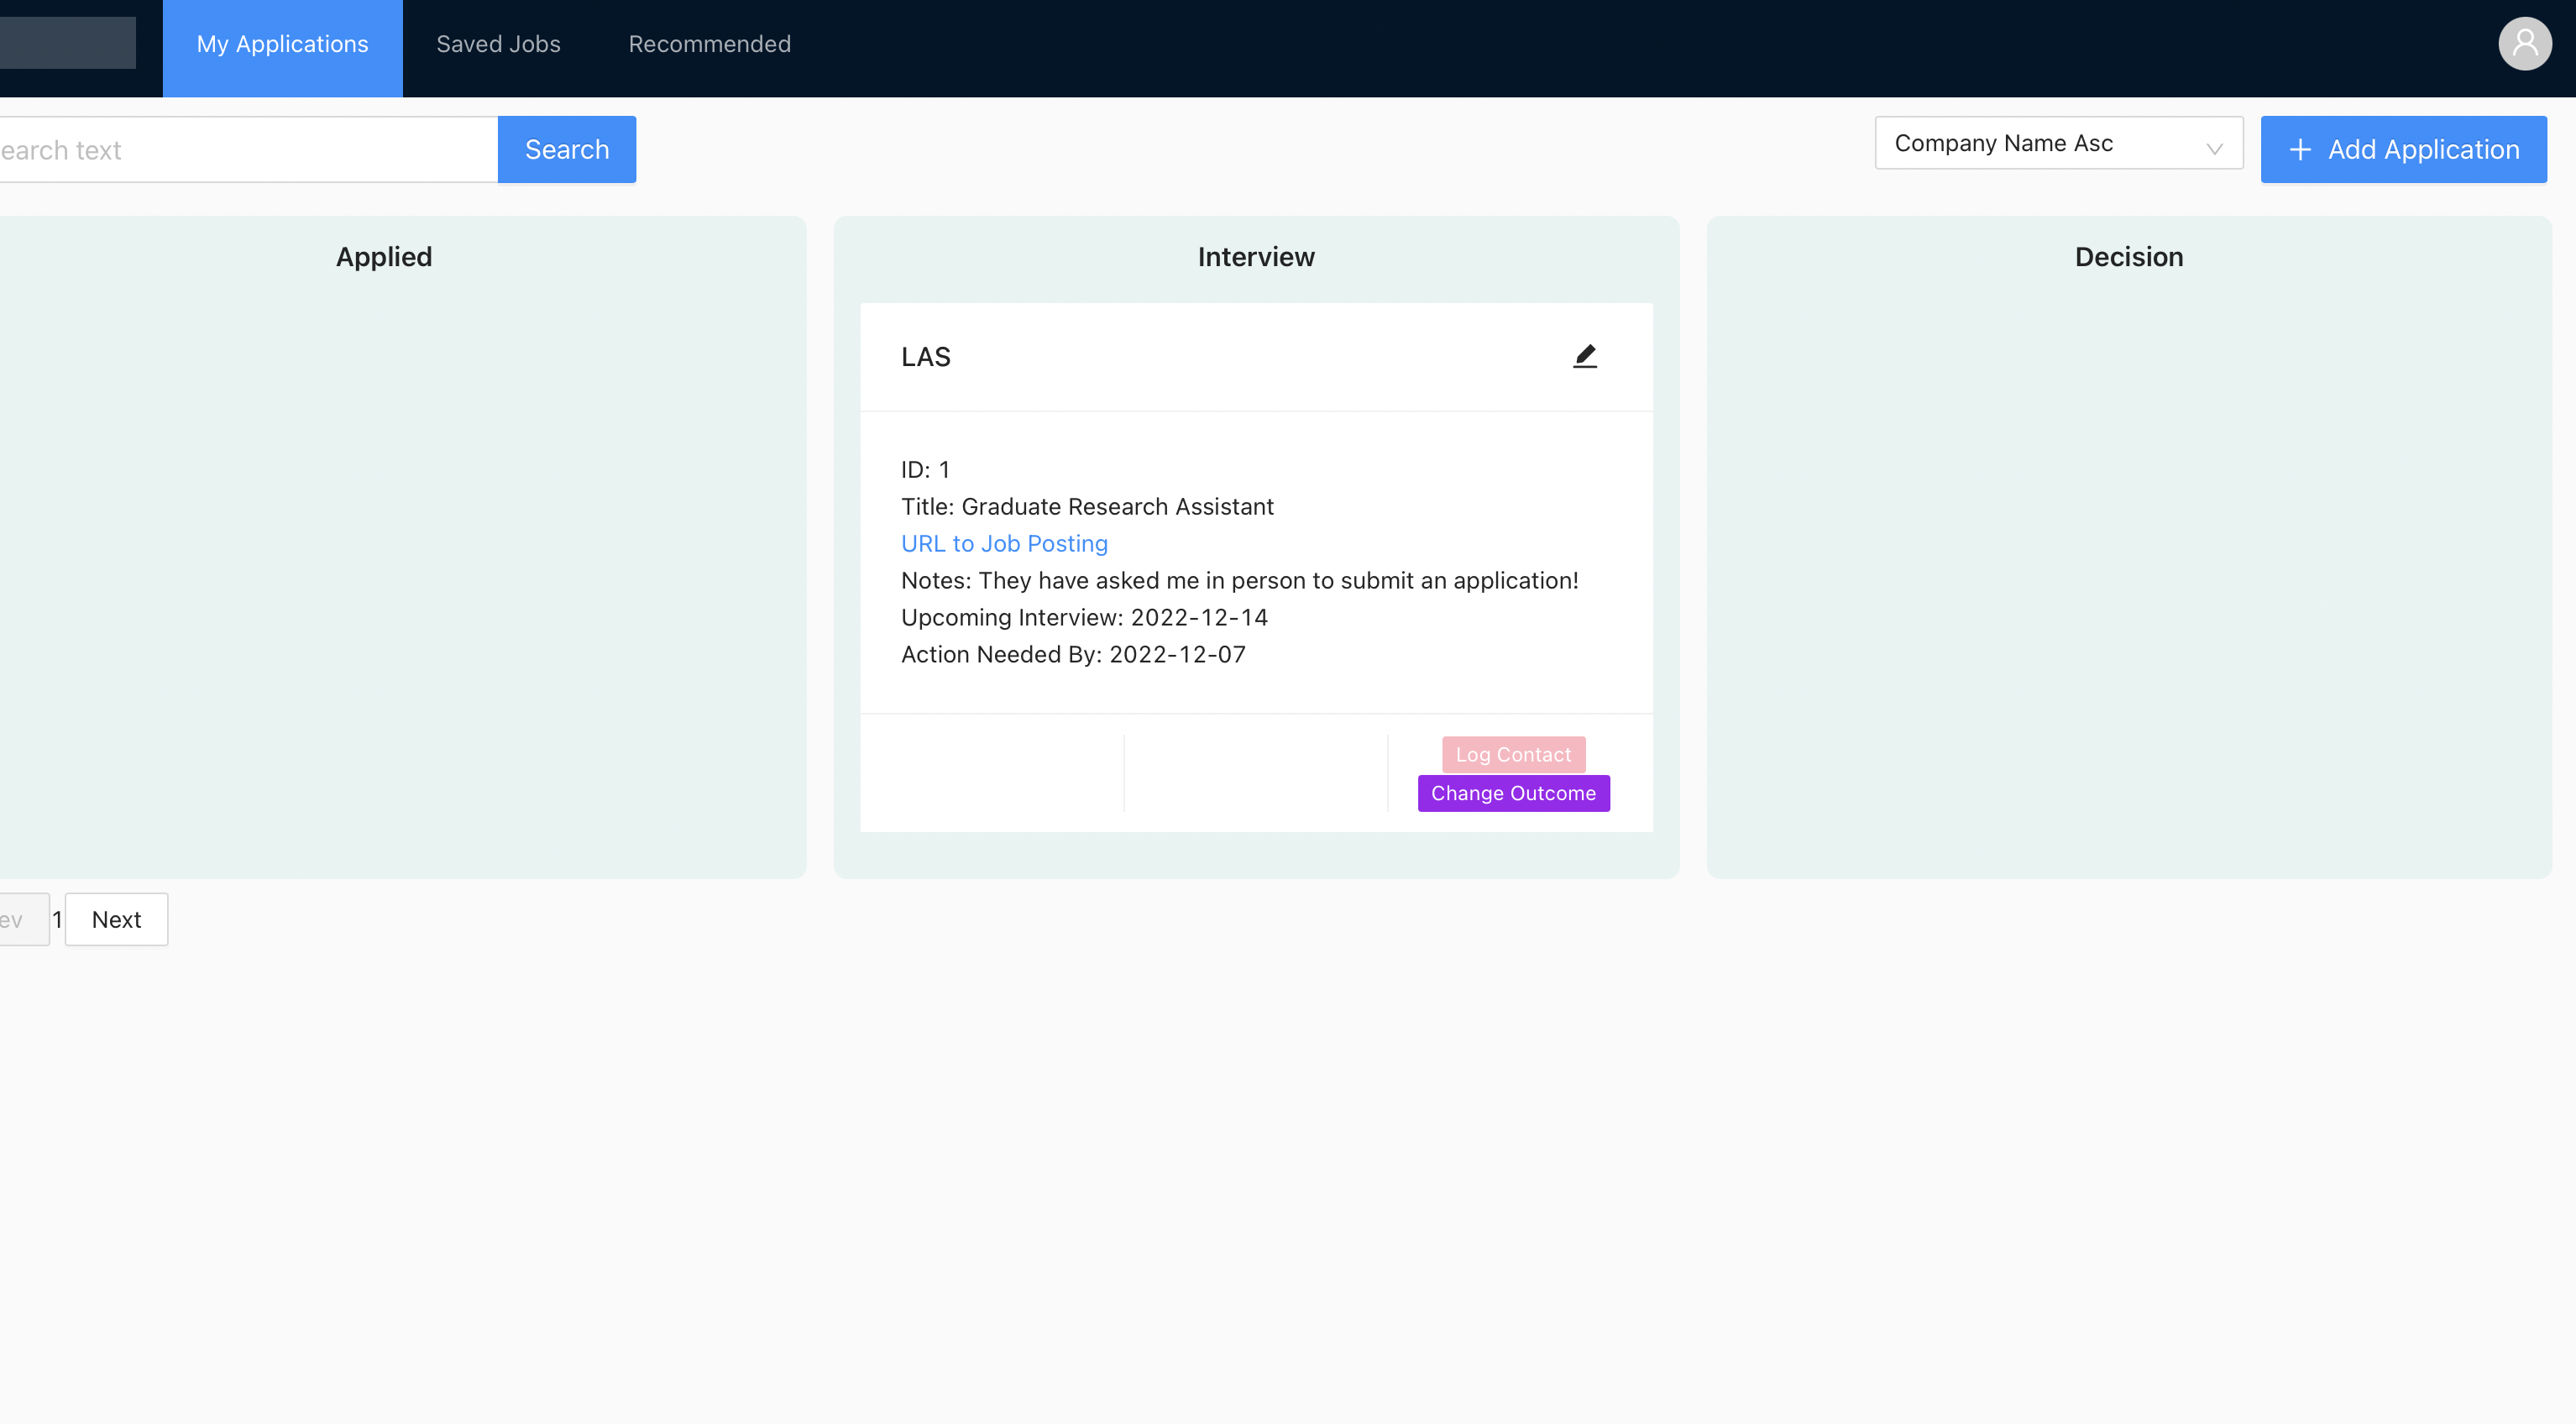 My Applications
Saved Jobs
Recommended
earch text
Search
Company Name Asc
Add Application
Applied
Interview
Decision
LAS
ID: 1
Title: Graduate Research Assistant
URL to Job Posting
Notes: They have asked me in person to submit an application!
Upcoming Interview: 2022-12-14
Action Needed By: 2022-12-07
Log Contact
Change Outcome
ev
1
Next